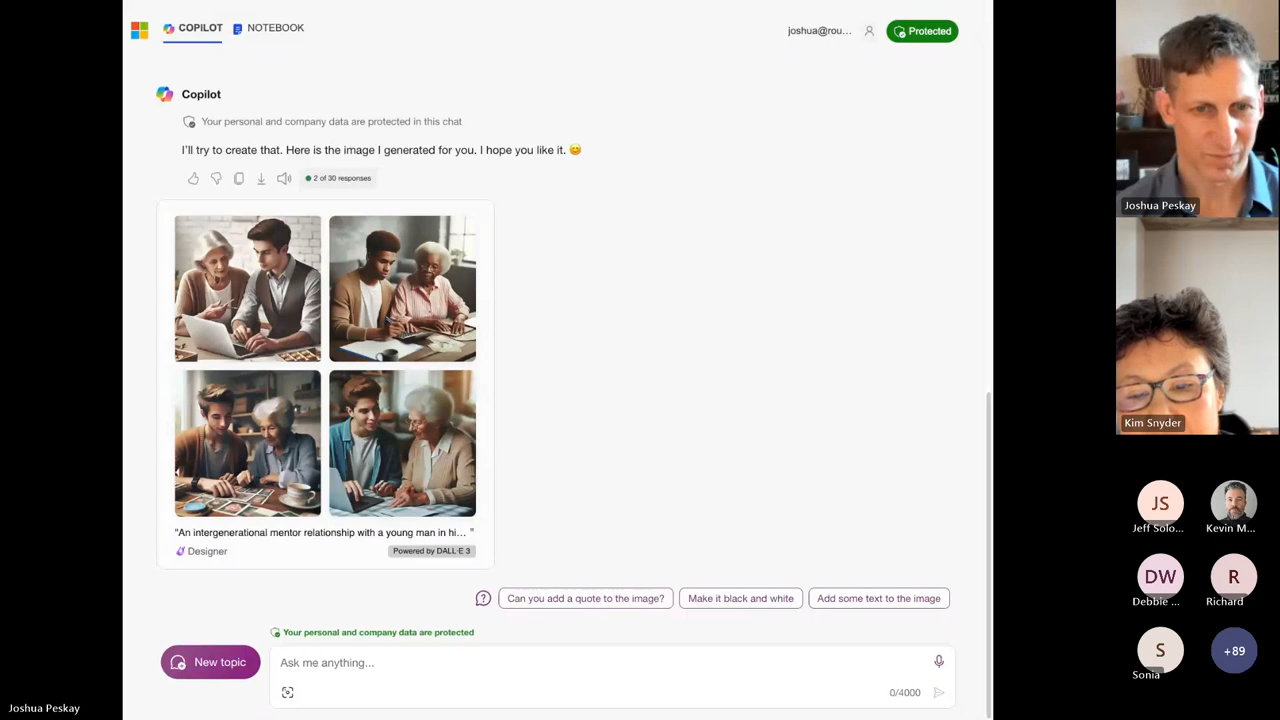 COPILOT
NOTEBOOK
joshua@rou...
Protected
Copilot
Your personal and company data are protected in this chat
I'll try to create that. Here is the image I generated for you. I hope you like it. 😊
2 of 30 responses
"An intergenerational mentor relationship with a young man in hi... "
Designer
Powered by DALL·E 3
Can you add a quote to the image?
Make it black and white
Add some text to the image
Your personal and company data are protected
New topic
Ask me anything...
0/4000
Joshua Peskay
Joshua Peskay
Kim Snyder
JS
Jeff Solo...
Kevin M...
DW
Debbie ...
R
Richard
S
Sonia
+89